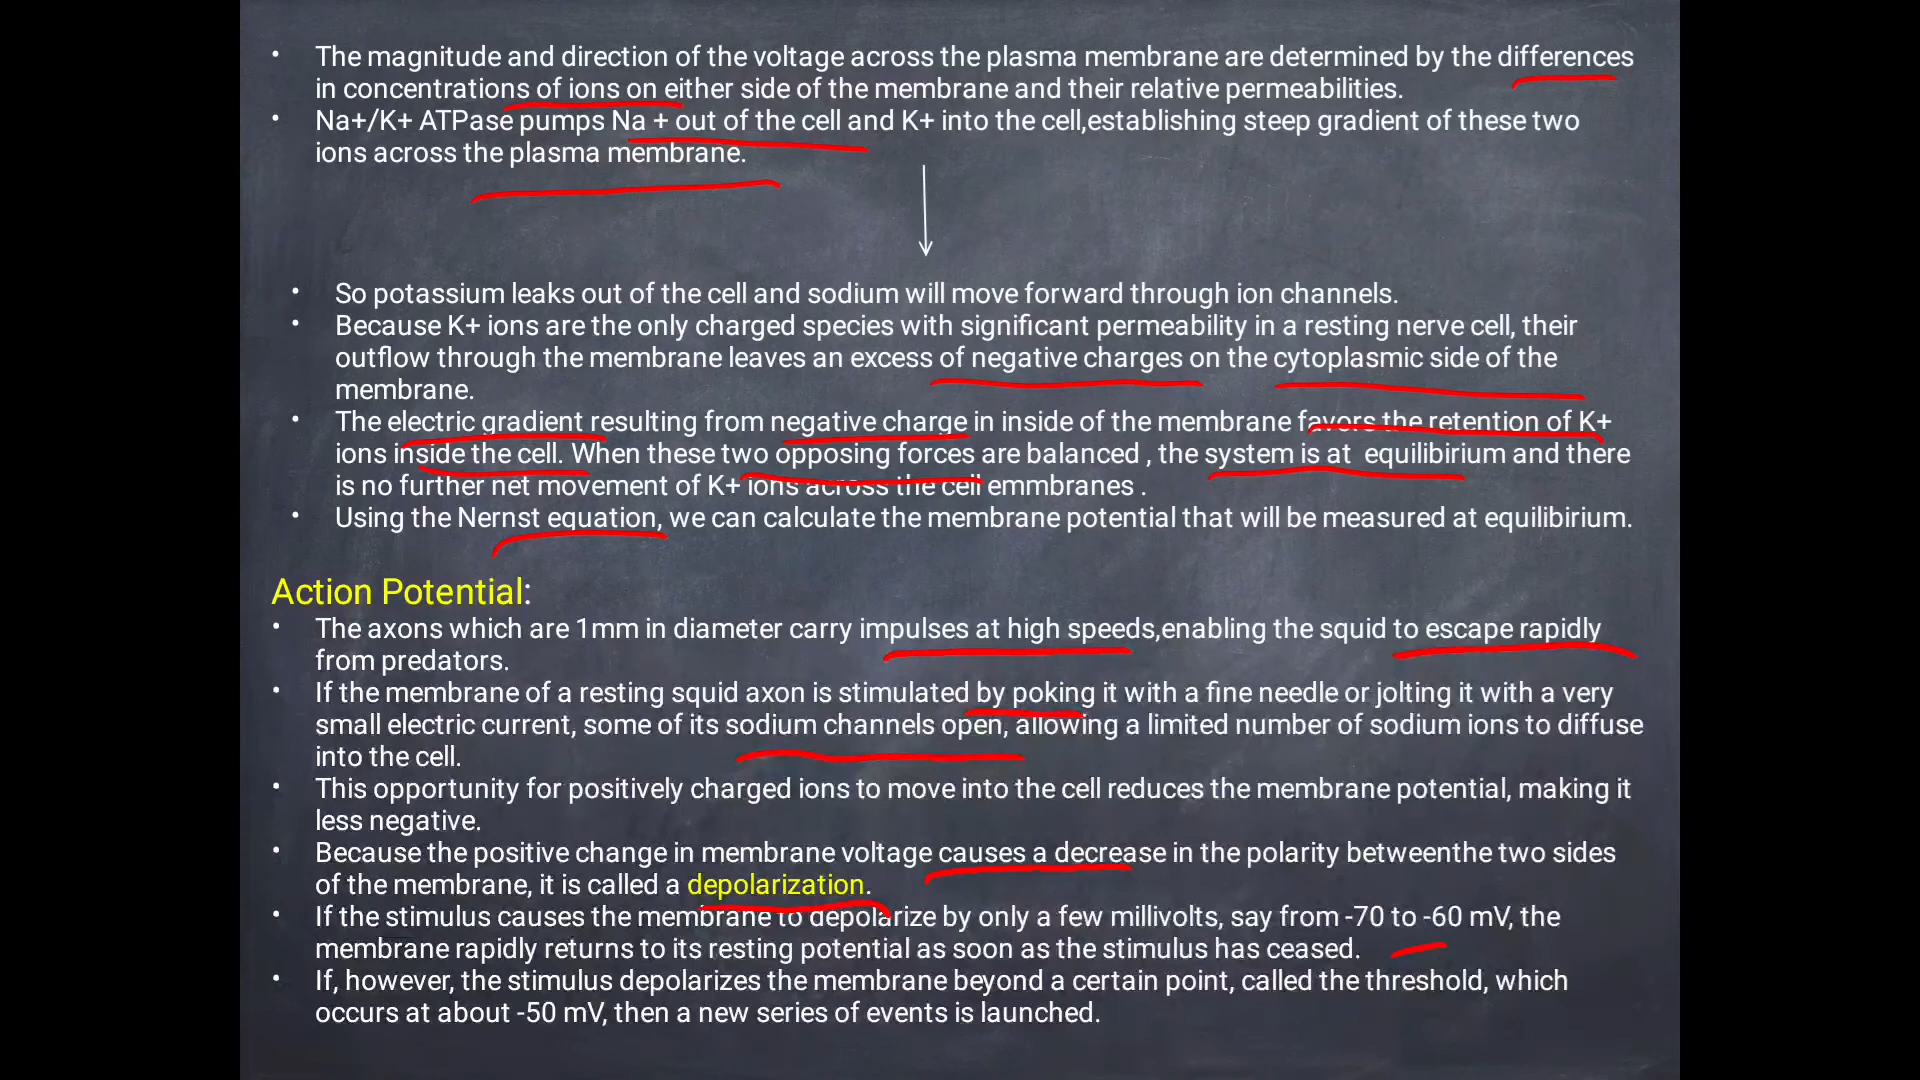 • The magnitude and direction of the voltage across the plasma membrane are determined by the differences
in concentrations of ions on either side of the membrane and their relative permeabilities.
• Na+/K+ ATPase pumps Na + out of the cell and K+ into the cell,establishing steep gradient of these two
ions across the plasma membrane.
• So potassium leaks out of the cell and sodium will move forward through ion channels.
• Because K+ ions are the only charged species with significant permeability in a resting nerve cell, their
outflow through the membrane leaves an excess of negative charges on the cytoplasmic side of the
membrane.
• The electric gradient resulting from negative charge in inside of the membrane favors the retention of K+
ions inside the cell. When these two opposing forces are balanced , the system is at equilibirium and there
is no further net movement of K+ ions across the cell emmbranes .
• Using the Nernst equation, we can calculate the membrane potential that will be measured at equilibirium.
Action Potential:
• The axons which are 1mm in diameter carry impulses at high speeds,enabling the squid to escape rapidly
from predators.
• If the membrane of a resting squid axon is stimulated by poking it with a fine needle or jolting it with a very
small electric current, some of its sodium channels open, allowing a limited number of sodium ions to diffuse
into the cell.
• This opportunity for positively charged ions to move into the cell reduces the membrane potential, making it
less negative.
• Because the positive change in membrane voltage causes a decrease in the polarity betweenthe two sides
of the membrane, it is called a depolarization.
• If the stimulus causes the membrane to depolarize by only a few millivolts, say from -70 to -60 mV, the
membrane rapidly returns to its resting potential as soon as the stimulus has ceased.
• If, however, the stimulus depolarizes the membrane beyond a certain point, called the threshold, which
occurs at about -50 mV, then a new series of events is launched.